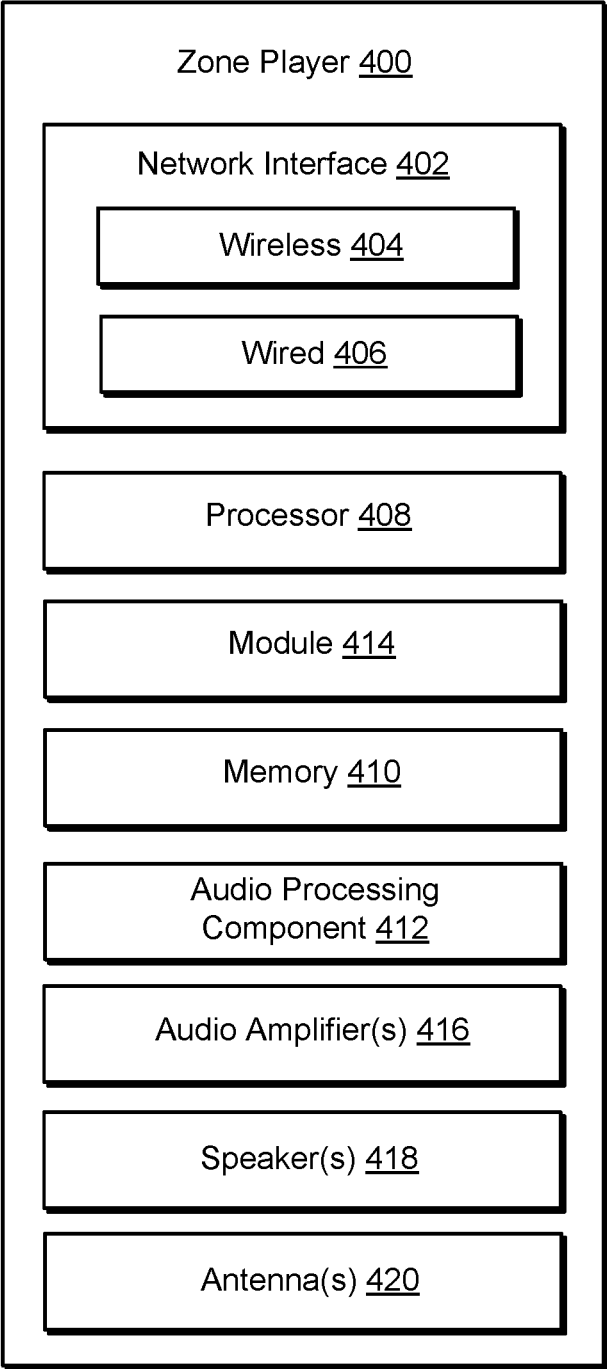 Zone Player 400
Network Interface 402
Wireless 404
Wired 406
Processor 408
Module 414
Memory 410
Audio Processing
Component 412
Audio Amplifier(s) 416
Speaker(s) 418
Antenna(s) 420